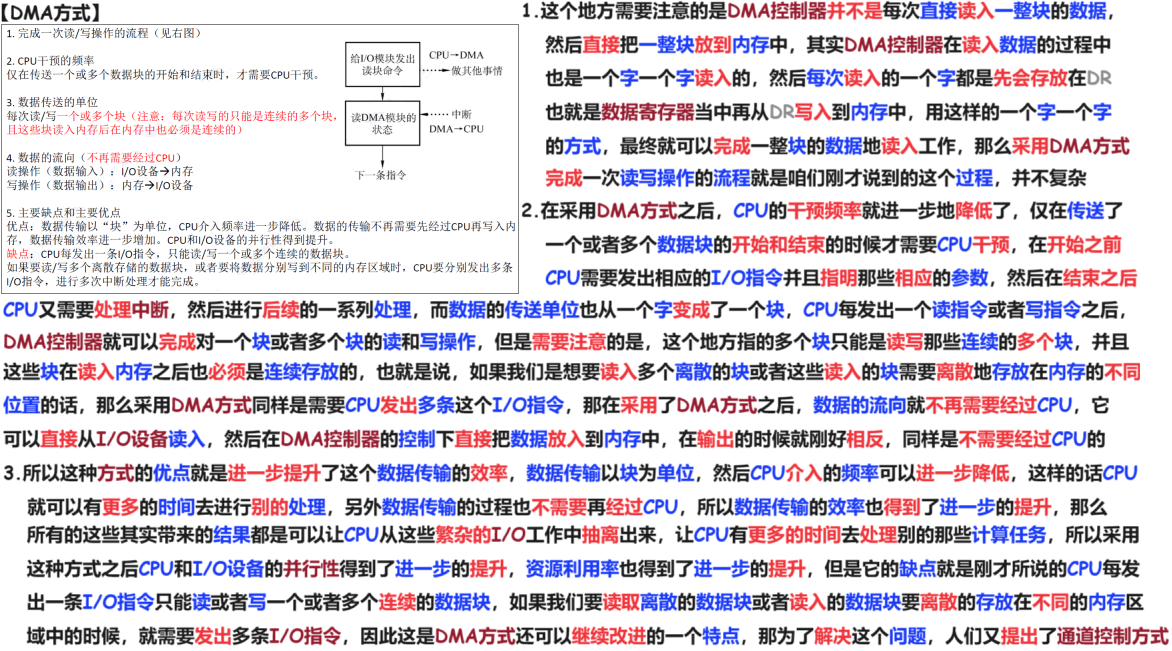 【DMA方式】
1. 完成一次读/写操作的流程（见右图）
2. CPU干预的频率
仅在传送一个或多个数据块的开始和结束时，才需要CPU干预。
3. 数据传送的单位
每次读/写一个或多个块（注意：每次读写的只能是连续的多个块，
且这些块读入内存后在内存中也必须是连续的）
4. 数据的流向（不再需要经过CPU）
读操作（数据输入）：I/O设备→内存
写操作（数据输出）：内存→I/O设备
5. 主要缺点和主要优点
优点：数据传输以“块”为单位，CPU介入频率进一步降低。数据的传输不再需要先经过CPU再写入内
存，数据传输效率进一步增加。CPU和I/O设备的并行性得到提升。
缺点：CPU每发出一条I/O指令，只能读/写一个或多个连续的数据块。
如果要读/写多个离散存储的数据块，或者要将数据分别写到不同的内存区域时，CPU要分别发出多条
I/O指令，进行多次中断处理才能完成。
给I/O模块发出
读块命令
CPU→DMA
做其他事情
读DMA模块的
状态
中断
DMA→CPU
下一条指令
1.这个地方需要注意的是DMA控制器并不是每次直接读入一整块的数据，
然后直接把一整块放到内存中，其实DMA控制器在读入数据的过程中
也是一个字一个字读入的，然后每次读入的一个字都是先会存放在DR
也就是数据寄存器当中再从DR写入到内存中，用这样的一个字一个字
的方式，最终就可以完成一整块的数据地读入工作，那么采用DMA方式
完成一次读写操作的流程就是咱们刚才说到的这个过程，并不复杂
2.在采用DMA方式之后，CPU的干预频率就进一步地降低了，仅在传送了
一个或者多个数据块的开始和结束的时候才需要CPU干预，在开始之前
CPU需要发出相应的I/O指令并且指明那些相应的参数，然后在结束之后
CPU又需要处理中断，然后进行后续的一系列处理，而数据的传送单位也从一个字变成了一个块，CPU每发出一个读指令或者写指令之后，
DMA控制器就可以完成对一个块或者多个块的读和写操作，但是需要注意的是，这个地方指的多个块只能是读写那些连续的多个块，并且
这些块在读入内存之后也必须是连续存放的，也就是说，如果我们是想要读入多个离散的块或者这些读入的块需要离散地存放在内存的不同
位置的话，那么采用DMA方式同样是需要CPU发出多条这个I/O指令，那在采用了DMA方式之后，数据的流向就不再需要经过CPU，它
可以直接从I/O设备读入，然后在DMA控制器的控制下直接把数据放入到内存中，在输出的时候就刚好相反，同样是不需要经过CPU的
3.所以这种方式的优点就是进一步提升了这个数据传输的效率，数据传输以块为单位，然后CPU介入的频率可以进一步降低，这样的话CPU
就可以有更多的时间去进行别的处理，另外数据传输的过程也不需要再经过CPU，所以数据传输的效率也得到了进一步的提升，那么
所有的这些其实带来的结果都是可以让CPU从这些繁杂的I/O工作中抽离出来，让CPU有更多的时间去处理别的那些计算任务，所以采用
这种方式之后CPU和I/O设备的并行性得到了进一步的提升，资源利用率也得到了进一步的提升，但是它的缺点就是刚才所说的CPU每发
出一条I/O指令只能读或者写一个或者多个连续的数据块，如果我们要读取离散的数据块或者读入的数据块要离散的存放在不同的内存区
域中的时候，就需要发出多条I/O指令，因此这是DMA方式还可以继续改进的一个特点，那为了解决这个问题，人们又提出了通道控制方式